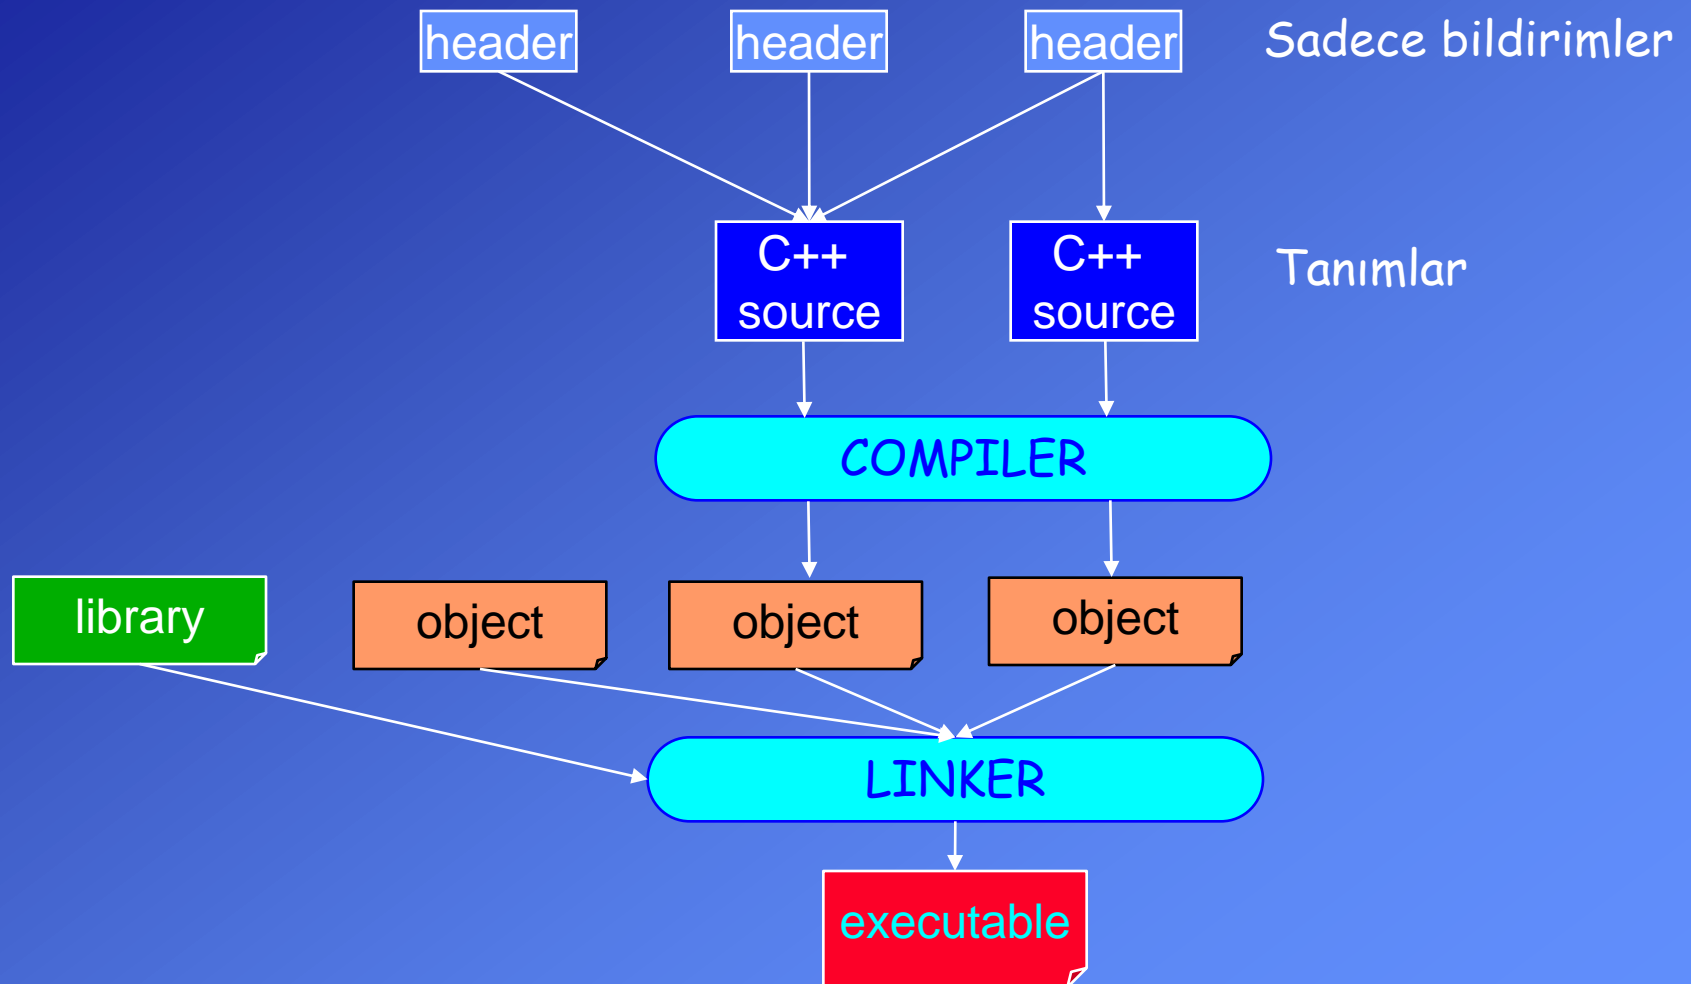 header
header
header
Sadece bildirimler
C++
source
C++
source
Tanımlar
COMPILER
library
object
object
object
LINKER
executable